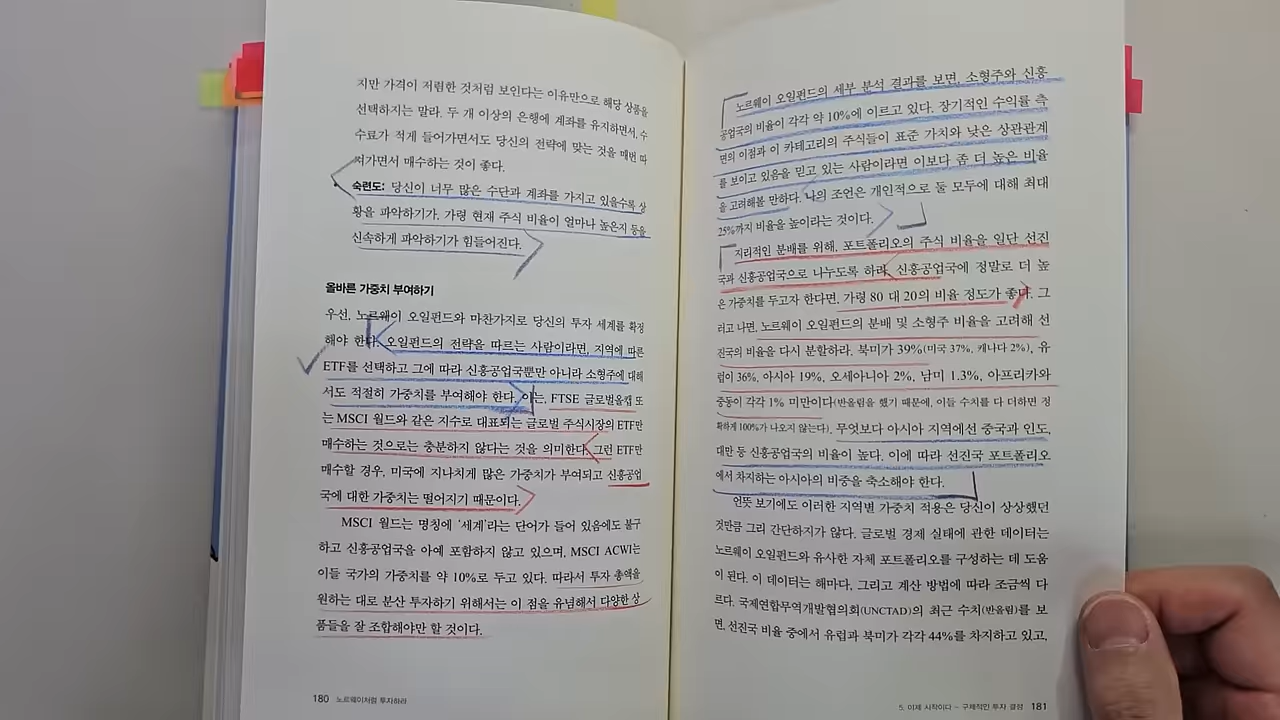 지만 가격이 저렴한 것처럼 보인다는 이유만으로 해당 상품을
선택하지는 말라. 두 개 이상의 은행에 계좌를 유지하면서, 수
수료가 적게 들어가면서도 당신의 전략에 맞는 것을 매번 따
져가면서 매수하는 것이 좋다.
숙련도: 당신이 너무 많은 수단과 계좌를 가지고 있을수록 상
황을 파악하기가, 가령 현재 주식 비율이 얼마나 높은지 등을
신속하게 파악하기가 힘들어진다.
올바른 가중치 부여하기
우선, 노르웨이 오일펀드와 마찬가지로 당신의 투자 세계를 확정
해야 한다. 오일펀드의 전략을 따르는 사람이라면, 지역에 따른
ETF를 선택하고 그에 따라 신흥공업국뿐만 아니라 소형주에 대해
서도 적절히 가중치를 부여해야 한다. 이는, FTSE 글로벌올캡 또
는 MSCI 월드와 같은 지수로 대표되는 글로벌 주식시장의 ETF만
매수하는 것으로는 충분하지 않다는 것을 의미한다. 그런 ETF만
매수할 경우, 미국에 지나치게 많은 가중치가 부여되고 신흥공업
국에 대한 가중치는 떨어지기 때문이다.
MSCI 월드는 명칭에 '세계'라는 단어가 들어 있음에도 불구
하고 신흥공업국을 아예 포함하지 않고 있으며, MSCI ACWI는
이들 국가의 가중치를 약 10%로 두고 있다. 따라서 투자 총액을
원하는 대로 분산 투자하기 위해서는 이 점을 유념해서 다양한 상
품들을 잘 조합해야만 할 것이다.
180 노르웨이처럼 투자하라
노르웨이 오일펀드의 세부 분석 결과를 보면, 소형주와 신흥
공업국의 비율이 각각 약 10%에 이르고 있다. 장기적인 수익률 측
면의 이점과 이 카테고리의 주식들이 표준 가치와 낮은 상관관계
를 보이고 있음을 믿고 있는 사람이라면 이보다 좀 더 높은 비율
을 고려해볼 만하다. 나의 조언은 개인적으로 둘 모두에 대해 최대
25%까지 비율을 높이라는 것이다.
지리적인 분배를 위해, 포트폴리오의 주식 비율을 일단 선진
국과 신흥공업국으로 나누도록 하라. 신흥공업국에 정말로 더 높
은 가중치를 두고자 한다면, 가령 80 대 20의 비율 정도가 좋다. 그
러고 나면, 노르웨이 오일펀드의 분배 및 소형주 비율을 고려해 선
진국의 비율을 다시 분할하라. 북미가 39%(미국 37%, 캐나다 2%), 유
럽이 36%, 아시아 19%, 오세아니아 2%, 남미 1.3%, 아프리카와
중동이 각각 1% 미만이다(반올림을 했기 때문에, 이들 수치를 다 더하면 정
확하게 100%가 나오지 않는다). 무엇보다 아시아 지역에선 중국과 인도,
대만 등 신흥공업국의 비율이 높다. 이에 따라 선진국 포트폴리오
에서 차지하는 아시아의 비중을 축소해야 한다.
언뜻 보기에도 이러한 지역별 가중치 적용은 당신이 상상했던
것만큼 그리 간단하지가 않다. 글로벌 경제 실태에 관한 데이터는
노르웨이 오일펀드와 유사한 자체 포트폴리오를 구성하는 데 도움
이 된다. 이 데이터는 해마다, 그리고 계산 방법에 따라 조금씩 다
르다. 국제연합무역개발협의회(UNCTAD)의 최근 수치(반올림)를 보
면, 선진국 비율 중에서 유럽과 북미가 각각 44%를 차지하고 있고,
5. 이제 시작이다 - 구체적인 투자 결정 181